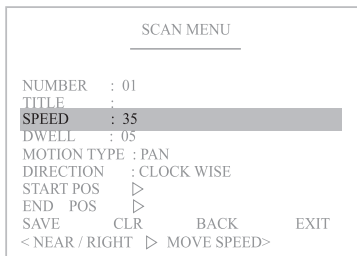 SCAN MENU
NUMBER : 01
TITLE :
SPEED : 35
DWELL : 05
MOTION TYPE : PAN
DIRECTION : CLOCK WISE
START POS ▷
END POS ▷
SAVE CLR BACK EXIT
< NEAR / RIGHT ▷ MOVE SPEED>